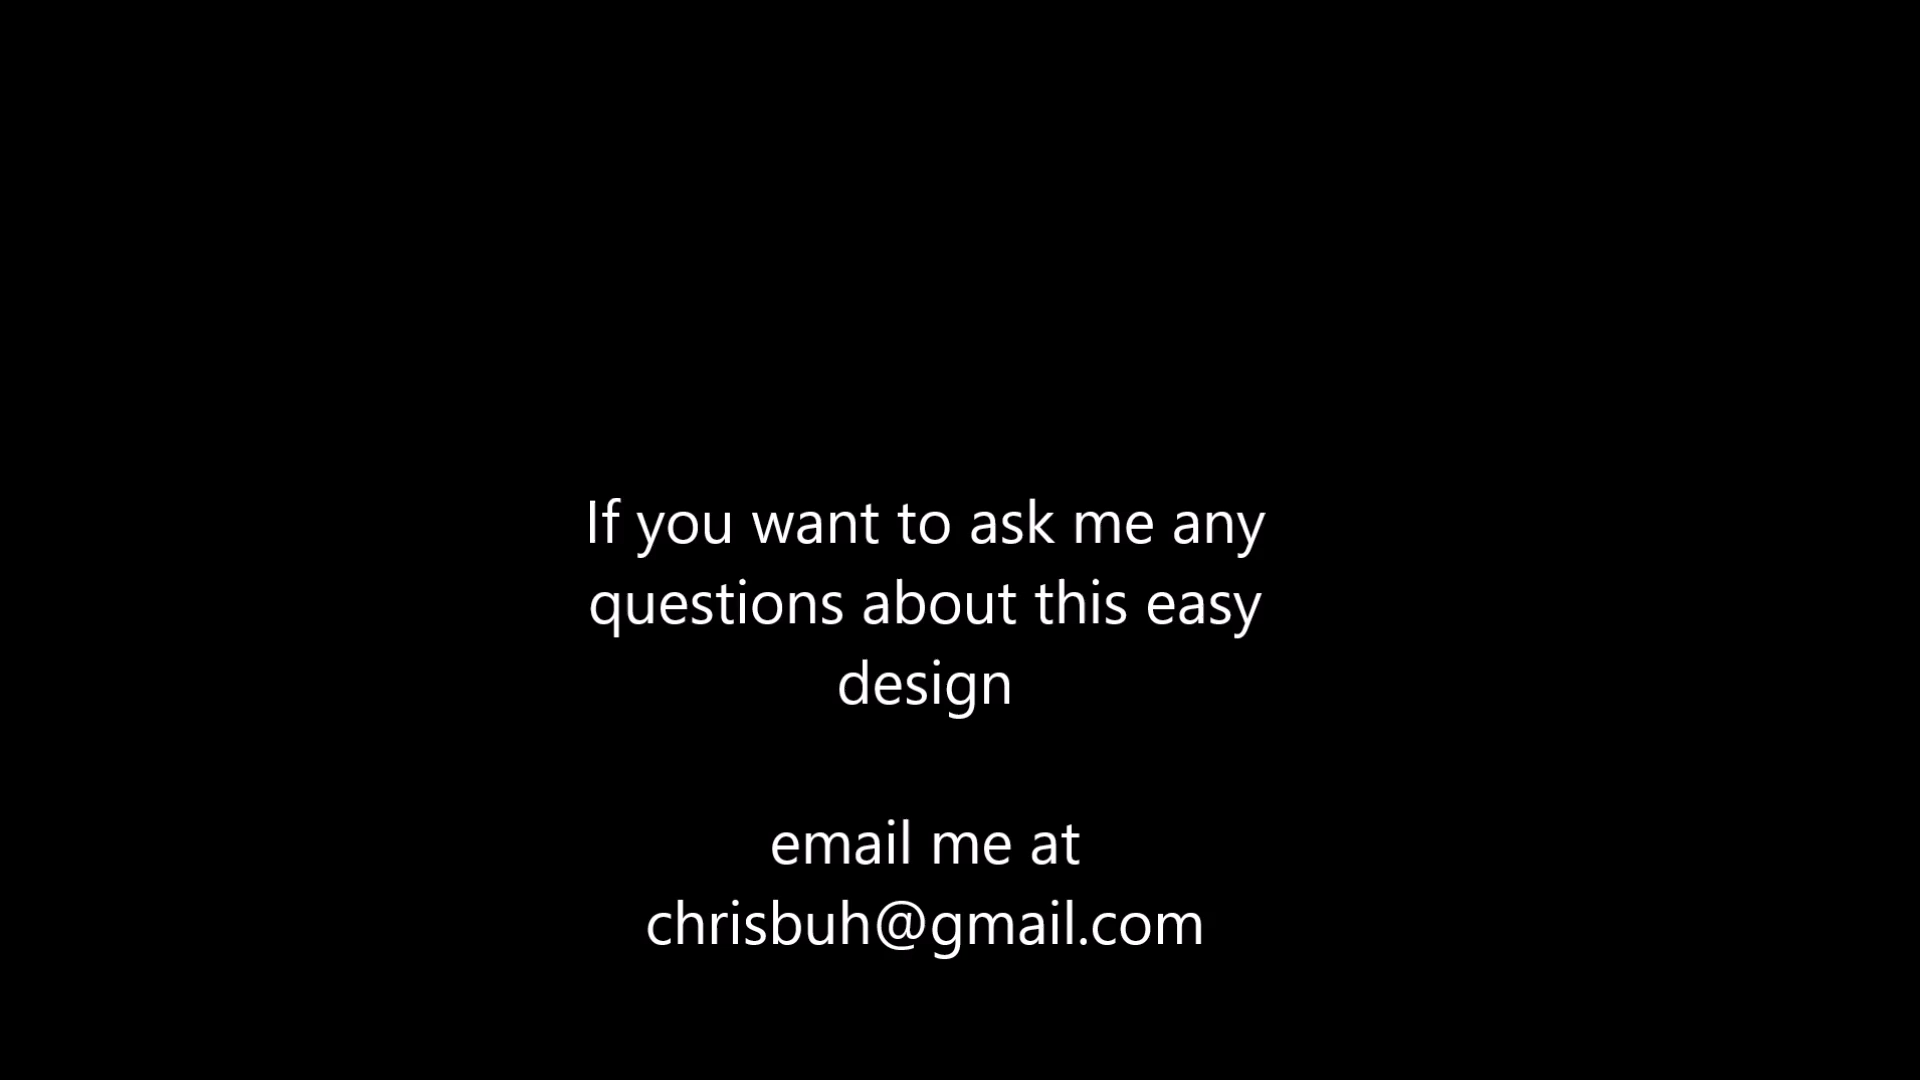 If you want to ask me any
questions about this easy
design
email me at
chrisbuh@gmail.com